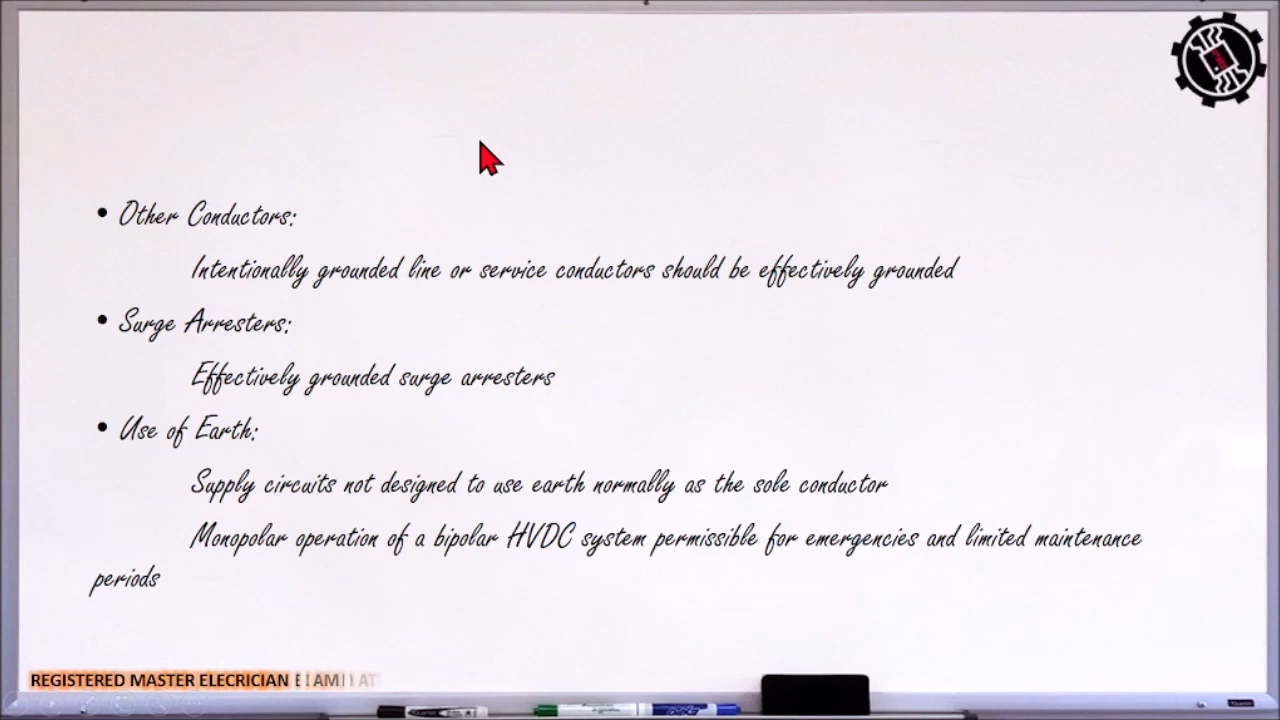 • Other Conductors:
Intentionally grounded line or service conductors should be effectively grounded
• Surge Arresters:
Effectively grounded surge arresters
• Use of Earth:
Supply circuits not designed to use earth normally as the sole conductor
Monopolar operation of a bipolar HVDC system permissible for emergencies and limited maintenance
periods
REGISTERED MASTER ELECRICIAN